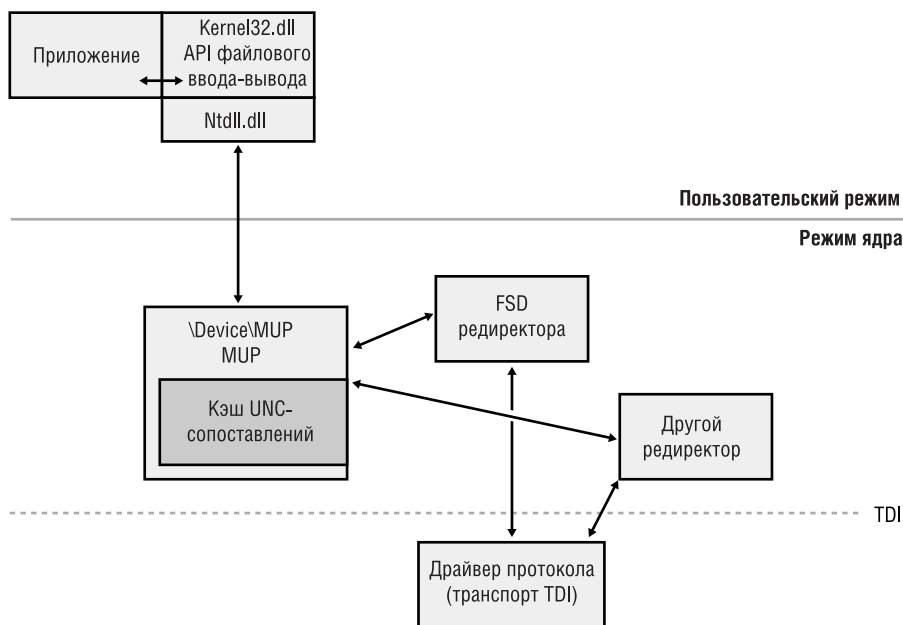 Приложение
Kernel32.dll
API файлового
ввода-вывода
Ntdll.dll
Пользовательский режим
Режим ядра
\Device\MUP
MUP
Кэш UNC-
сопоставлений
FSD
редиректора
Другой
редиректор
TDI
Драйвер протокола
(транспорт TDI)